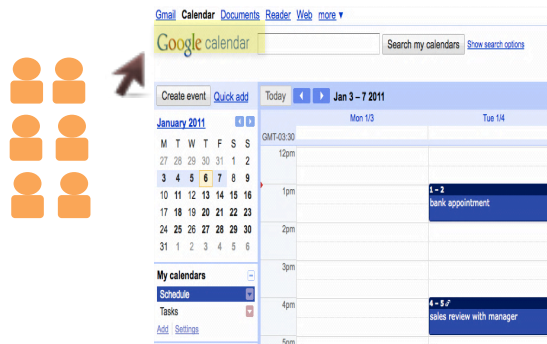 Gmail Calendar Documents Reader Web more ▼
Google calendar
Search my calendars Show search options
Create event Quick add
Today Jan 3 – 7 2011
January 2011
Mon 1/3 Tue 1/4
GMT-03:30
M T W T F S S
27 28 29 30 31 1 2
3 4 5 6 7 8 9
10 11 12 13 14 15 16
17 18 19 20 21 22 23
24 25 26 27 28 29 30
31 1 2 3 4 5 6
12pm
1pm
1 – 2
bank appointment
2pm
3pm
4pm
4 – 5
sales review with manager
5pm
My calendars
Schedule
Tasks
Add Settings